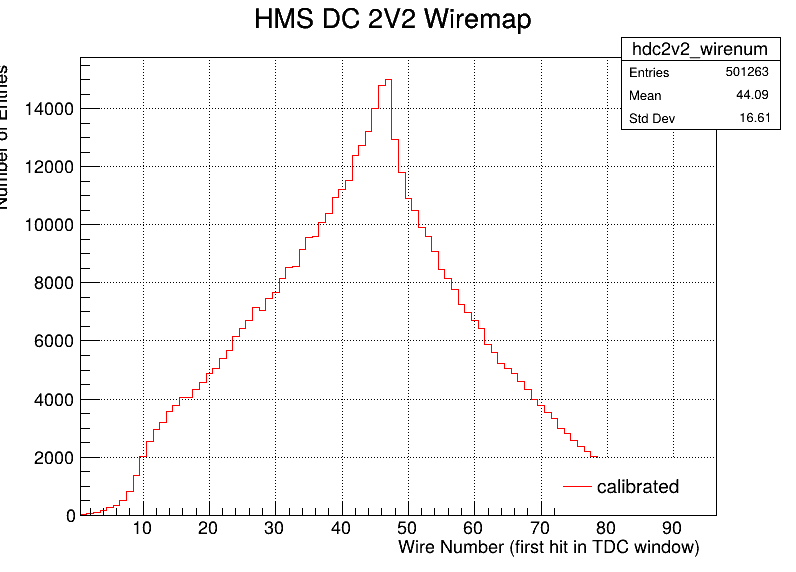 HMS DC 2V2 Wiremap
hdc2v2_wirenum
Entries 501263
Mean 44.09
Std Dev 16.61
Number of Entries
14000
12000
10000
8000
6000
4000
2000
0
calibrated
10 20 30 40 50 60 70 80 90
Wire Number (first hit in TDC window)